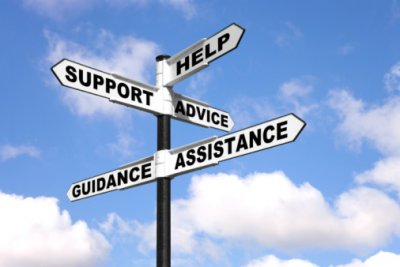 HELP
SUPPORT
ADVICE
ASSISTANCE
GUIDANCE